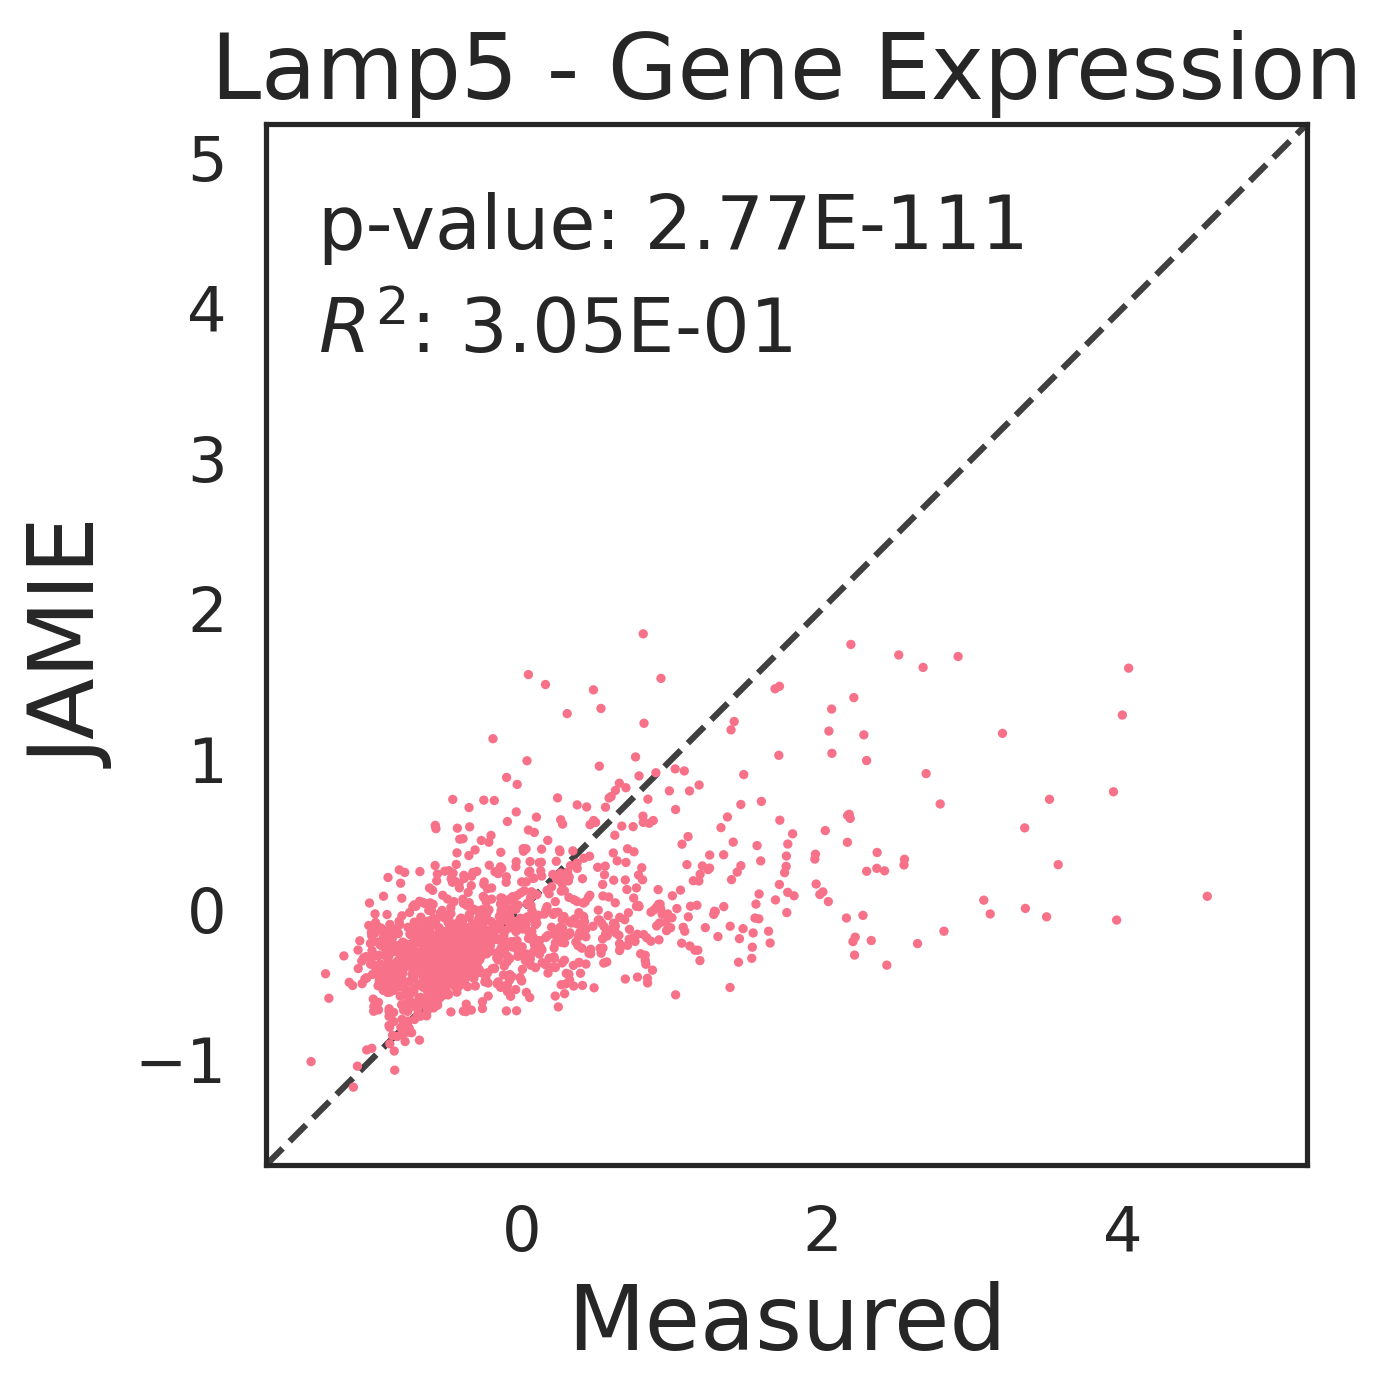 Lamp5 - Gene Expression
p-value: 2.77E-111
R²: 3.05E-01
5
4
3
2
1
0
−1
JAMIE
0 2 4
Measured